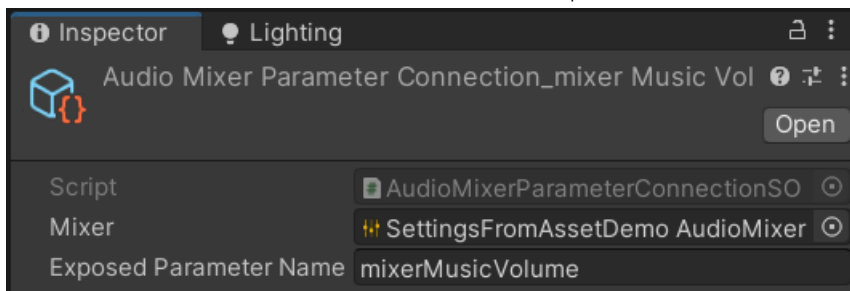 Inspector Lighting
Audio Mixer Parameter Connection_mixer Music Vol
Open
Script AudioMixerParameterConnectionSO
Mixer SettingsFromAssetDemo AudioMixer
Exposed Parameter Name mixerMusicVolume